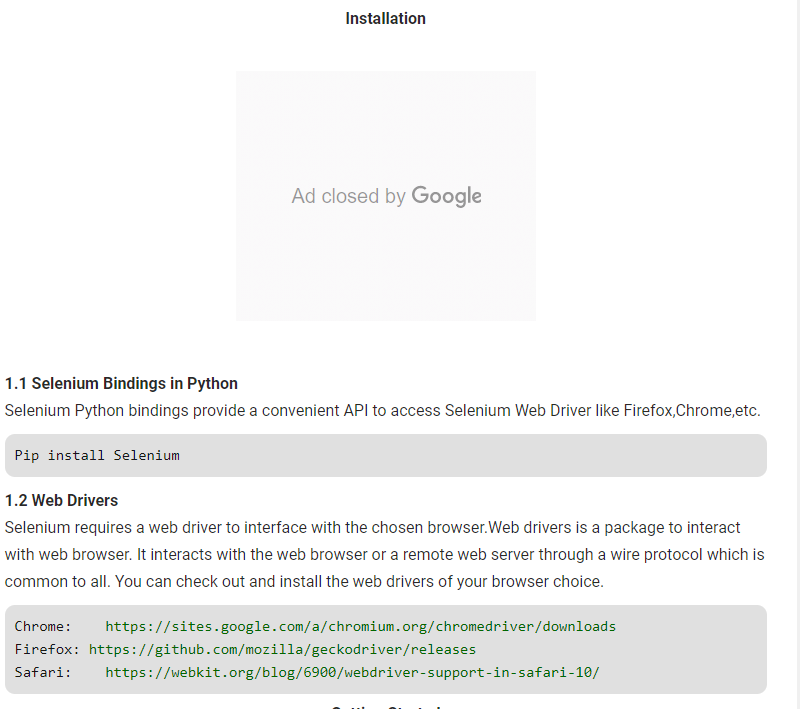 Installation
Ad closed by Google
1.1 Selenium Bindings in Python
Selenium Python bindings provide a convenient API to access Selenium Web Driver like Firefox,Chrome,etc.
Pip install Selenium
1.2 Web Drivers
Selenium requires a web driver to interface with the chosen browser.Web drivers is a package to interact
with web browser. It interacts with the web browser or a remote web server through a wire protocol which is
common to all. You can check out and install the web drivers of your browser choice.
Chrome:    https://sites.google.com/a/chromium.org/chromedriver/downloads
Firefox: https://github.com/mozilla/geckodriver/releases
Safari:    https://webkit.org/blog/6900/webdriver-support-in-safari-10/